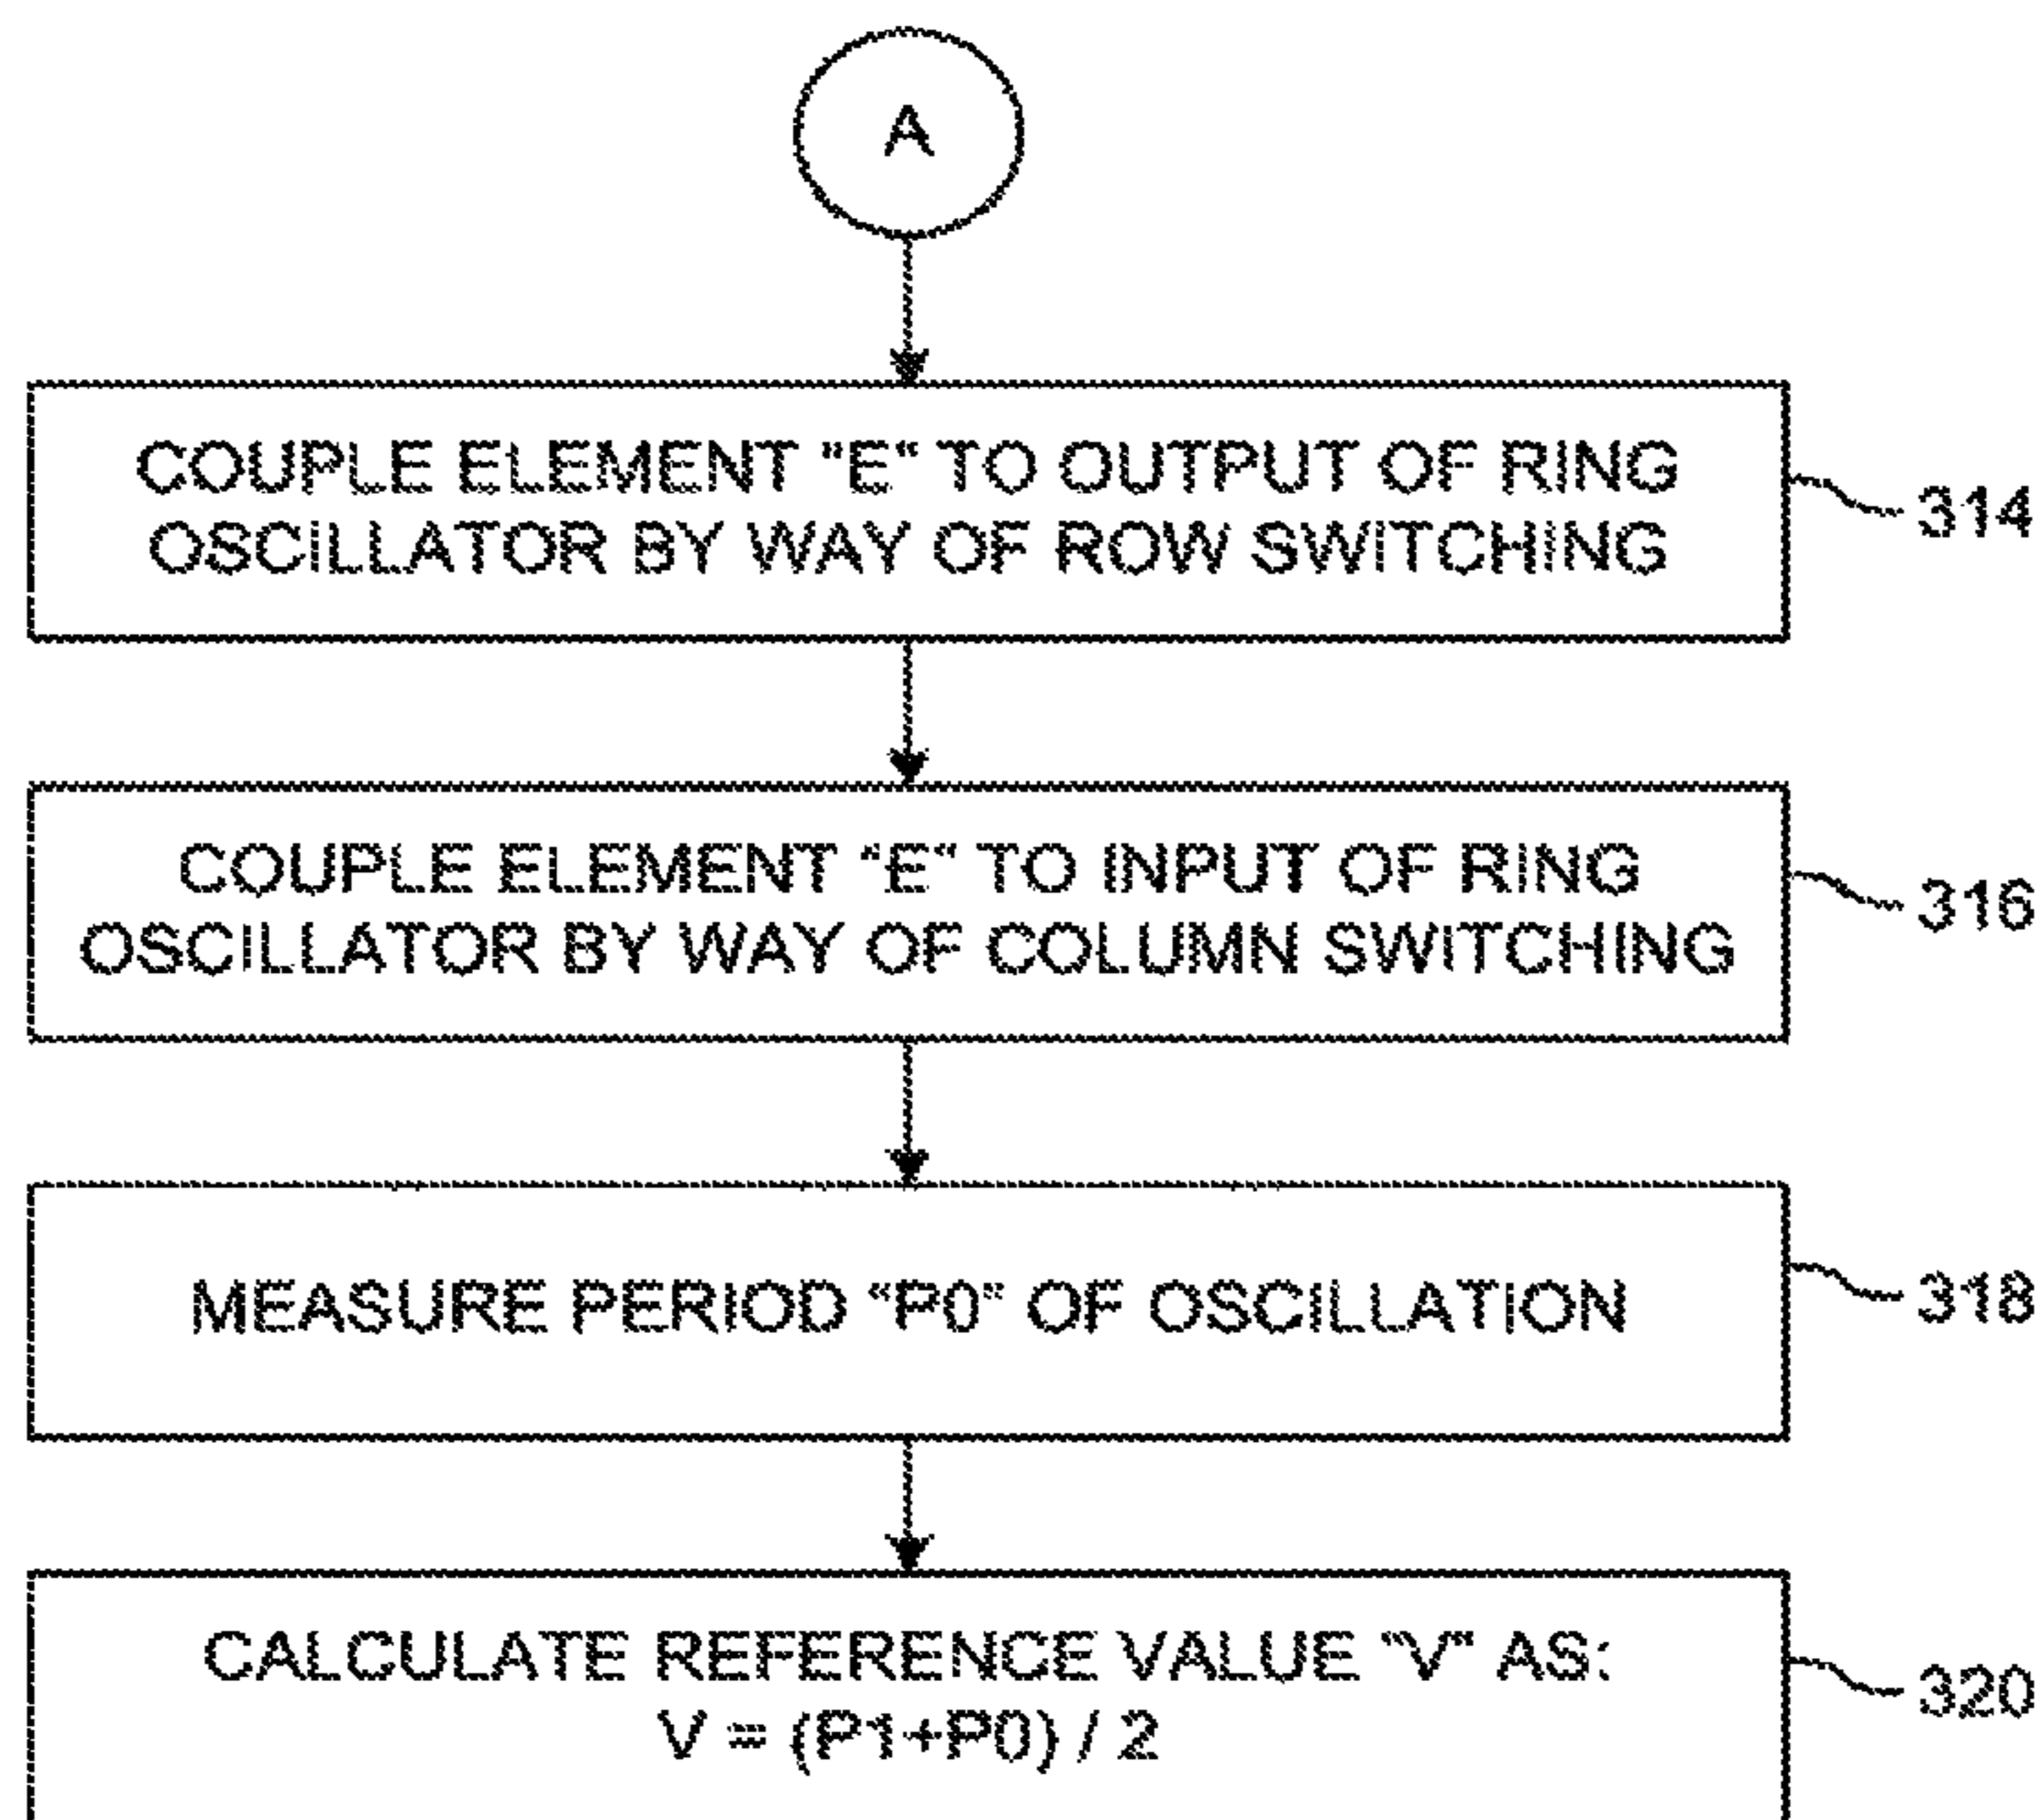 A
COUPLE ELEMENT "E" TO OUTPUT OF RING
OSCILLATOR BY WAY OF ROW SWITCHING
314
COUPLE ELEMENT "E" TO INPUT OF RING
OSCILLATOR BY WAY OF COLUMN SWITCHING
316
MEASURE PERIOD "P0" OF OSCILLATION
318
CALCULATE REFERENCE VALUE "V" AS:
V = (P1+P0) / 2
320